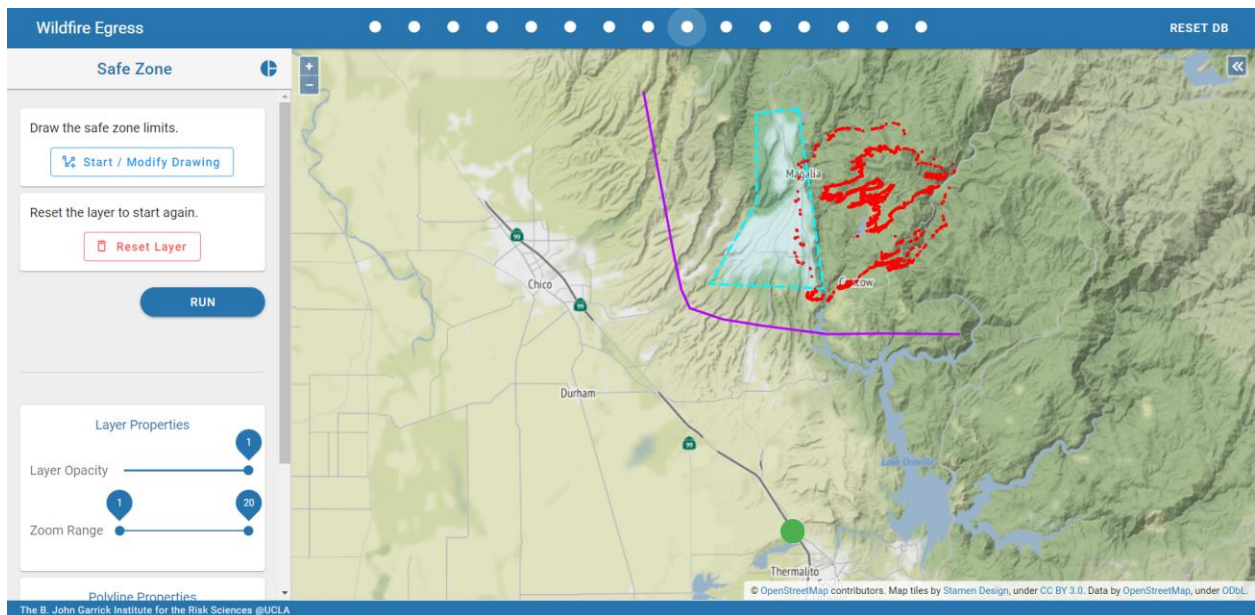 Wildfire Egress
RESET DB
Safe Zone
+
−
Draw the safe zone limits.
Start / Modify Drawing
Reset the layer to start again.
Reset Layer
RUN
Layer Properties
1
Layer Opacity
1
20
Zoom Range
Polyline Properties
Magalia
99
Chico
99
Durham
99
Lake Oroville
Thermalito
© OpenStreetMap contributors. Map tiles by Stamen Design, under CC BY 3.0. Data by OpenStreetMap, under ODbL.
The B. John Garrick Institute for the Risk Sciences @UCLA